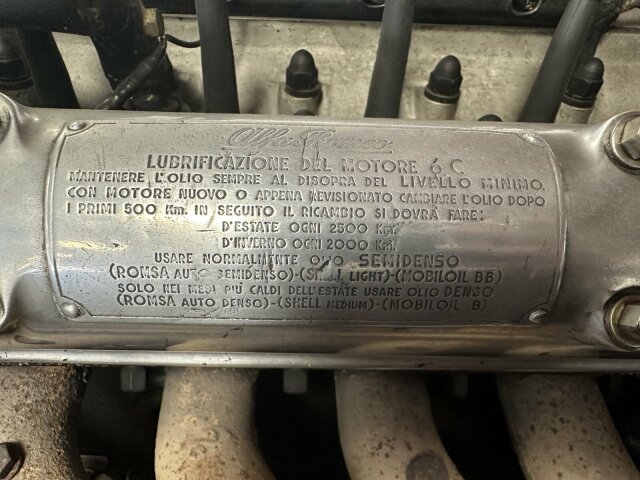 Alfa Romeo
LUBRIFICAZIONE DEL MOTORE 6 C.
MANTENERE L'OLIO SEMPRE AL DISOPRA DEL LIVELLO MINIMO.
CON MOTORE NUOVO O APPENA REVISIONATO CAMBIARE L'OLIO DOPO
I PRIMI 500 Km. IN SEGUITO IL RICAMBIO SI DOVRÀ FARE:
D'ESTATE OGNI 2500 Km.
D'INVERNO OGNI 2000 Km.
USARE NORMALMENTE OLIO SEMIDENSO
(ROMSA AUTO SEMIDENSO)-(SHELL LIGHT)-(MOBILOIL BB)
SOLO NEI MESI PIÚ CALDI DELL'ESTATE USARE OLIO DENSO
(ROMSA AUTO DENSO)-(SHELL MEDIUM)-(MOBILOIL B)